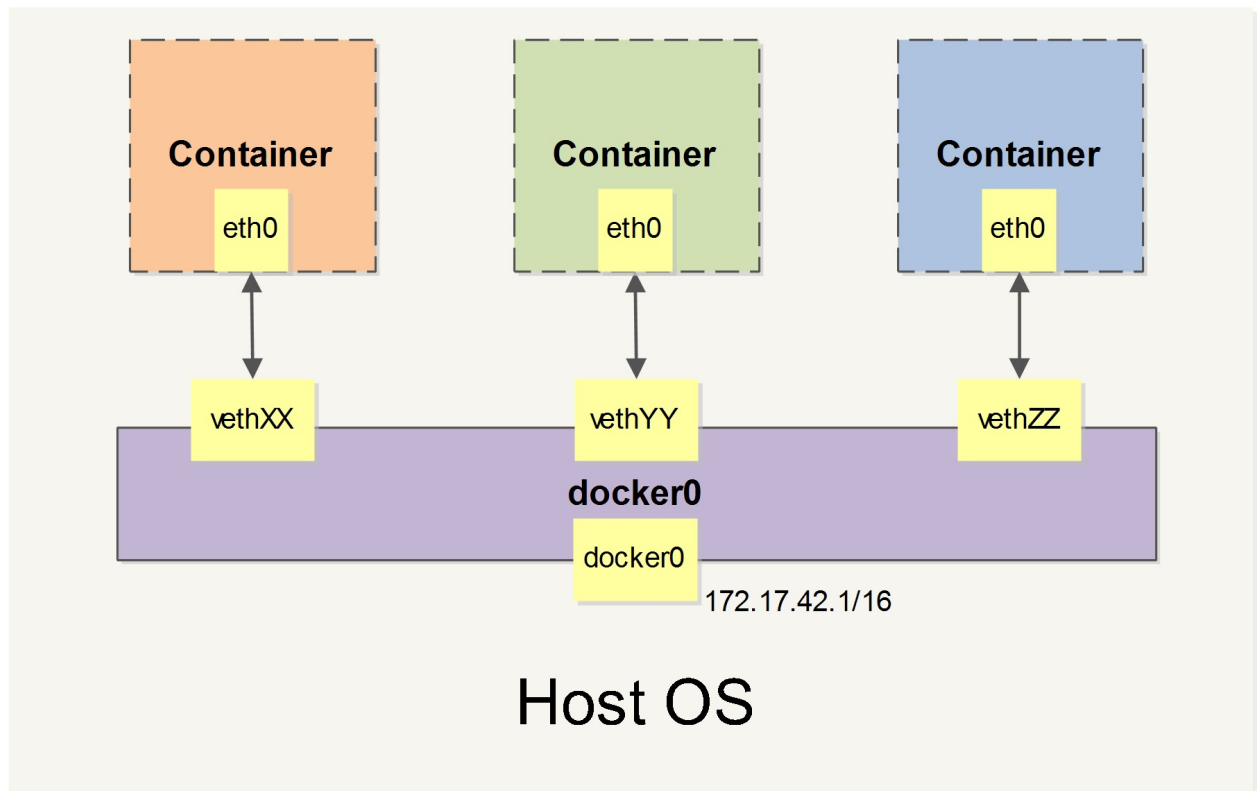 Container
Container
Container
eth0
eth0
eth0
vethXX
vethYY
vethZZ
docker0
docker0
172.17.42.1/16
Host OS